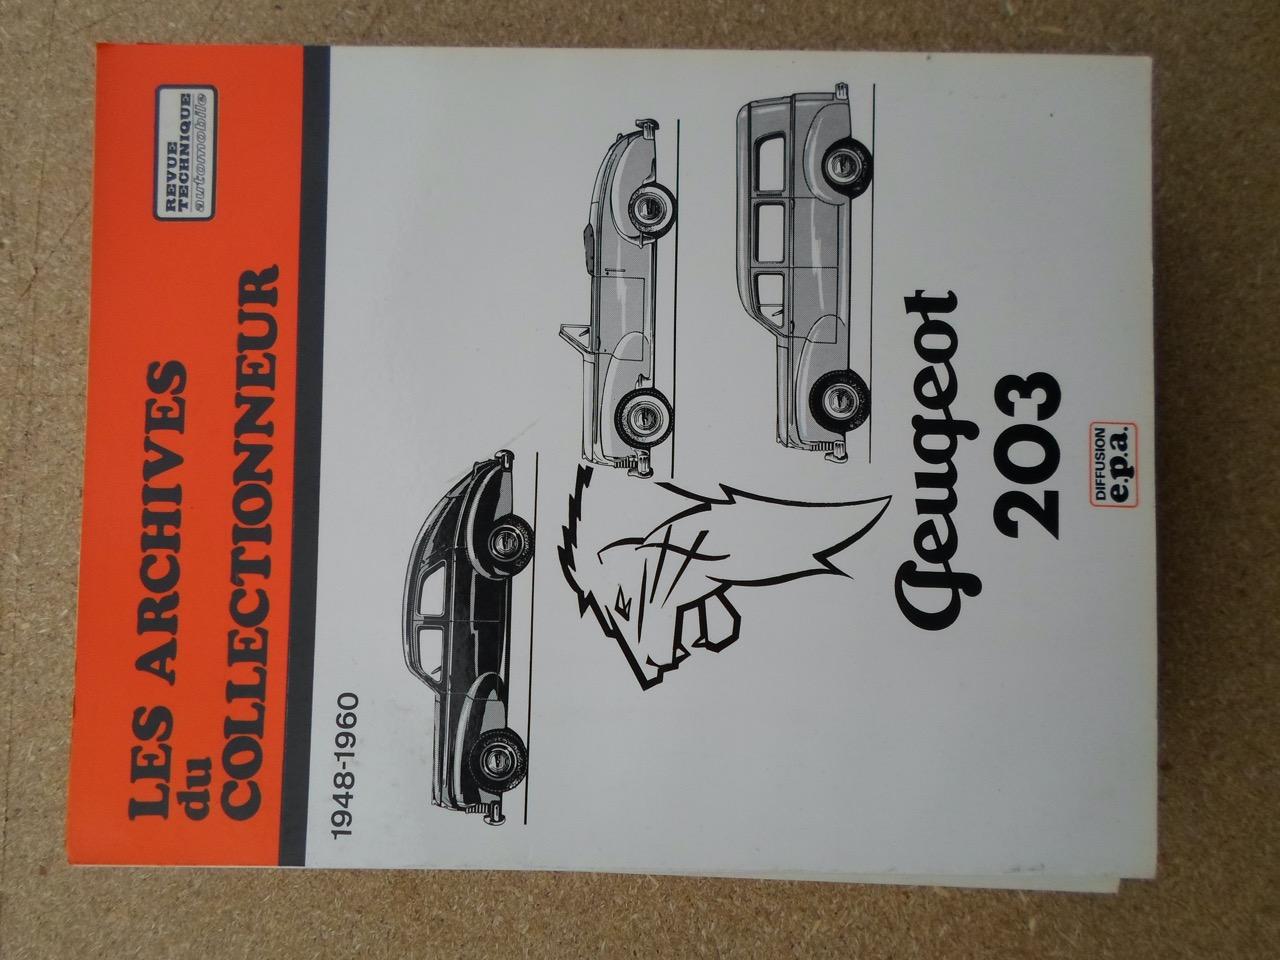 REVUE
TECHNIQUE
automobile
LES ARCHIVES
du
COLLECTIONNEUR
1948-1960
Peugeot
203
DIFFUSION
e.p.a.